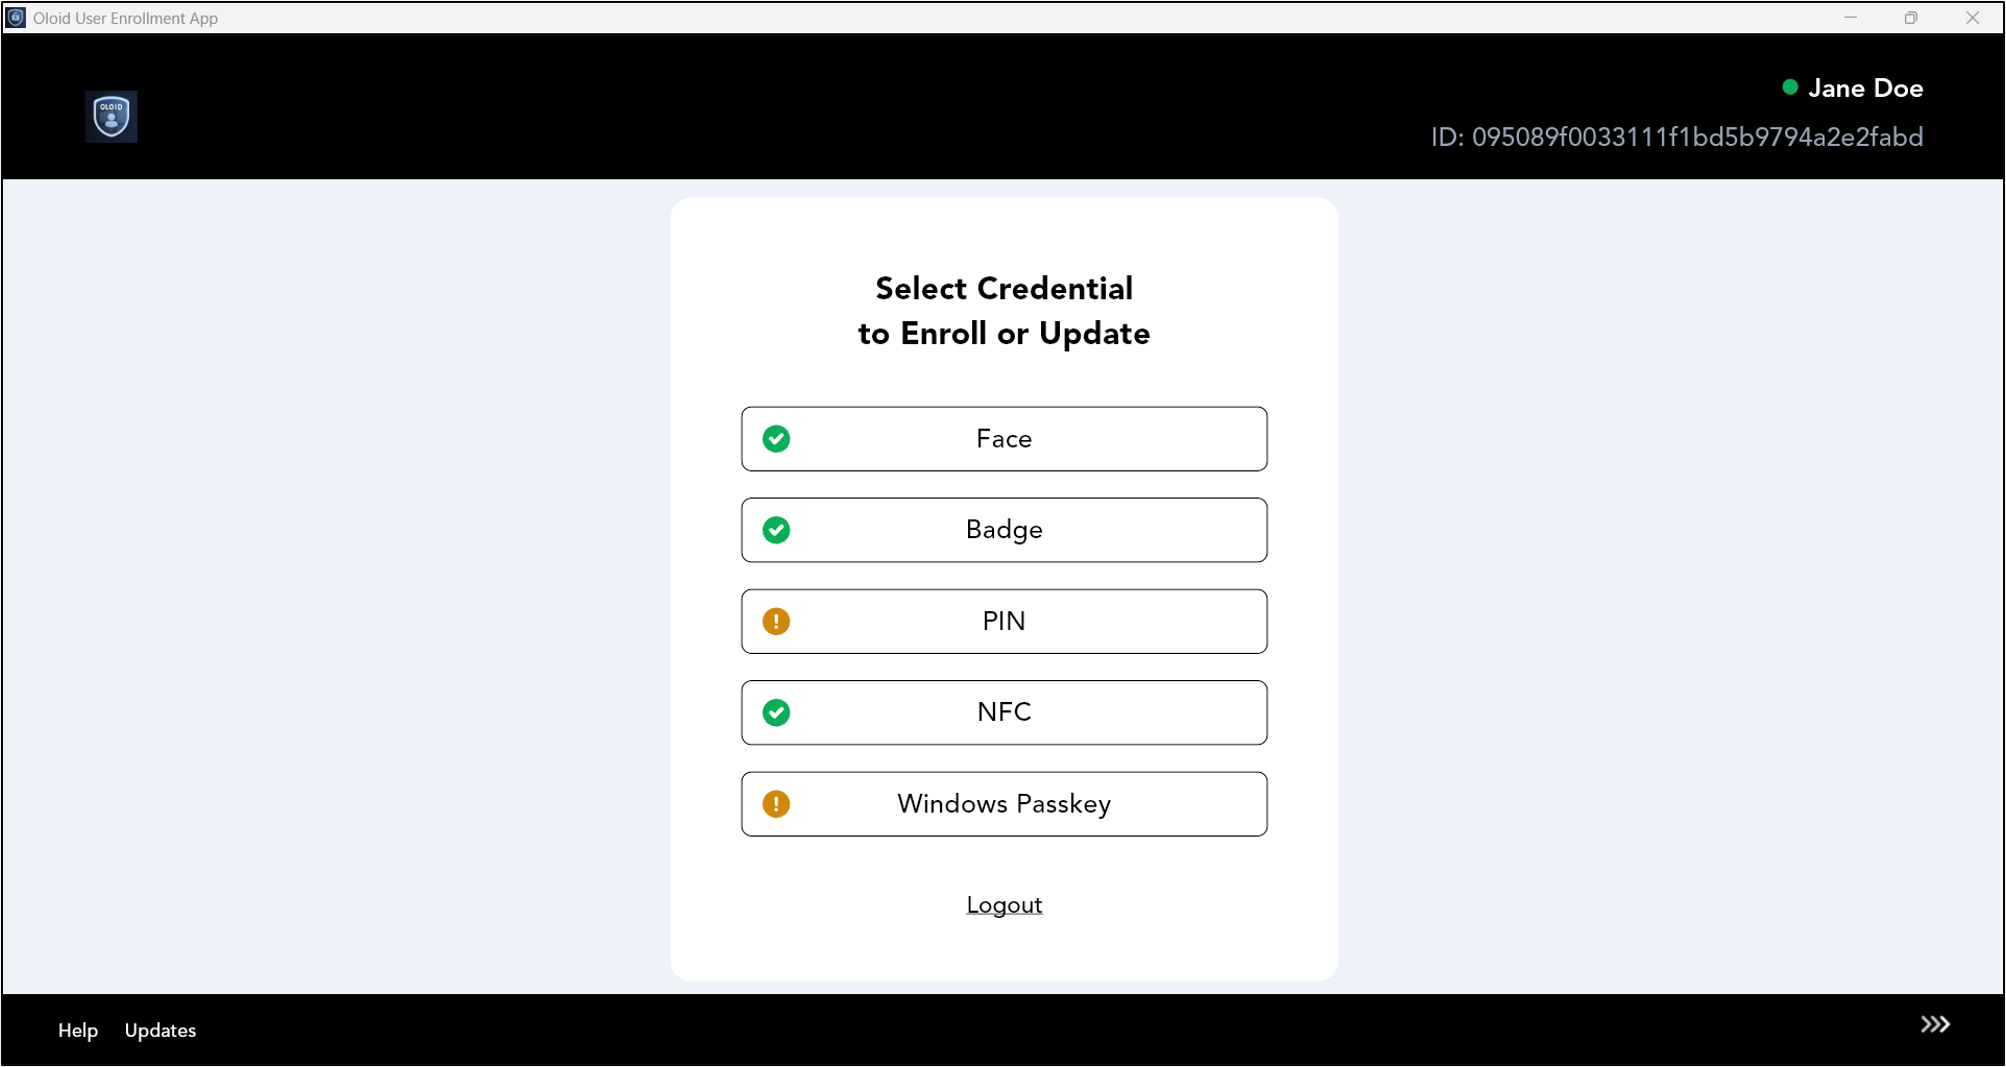 Oloid User Enrollment App
OLOID
Jane Doe
ID: 095089f0033111f1bd5b9794a2e2fabd
Select Credential
to Enroll or Update
Face
Badge
PIN
NFC
Windows Passkey
Logout
Help Updates